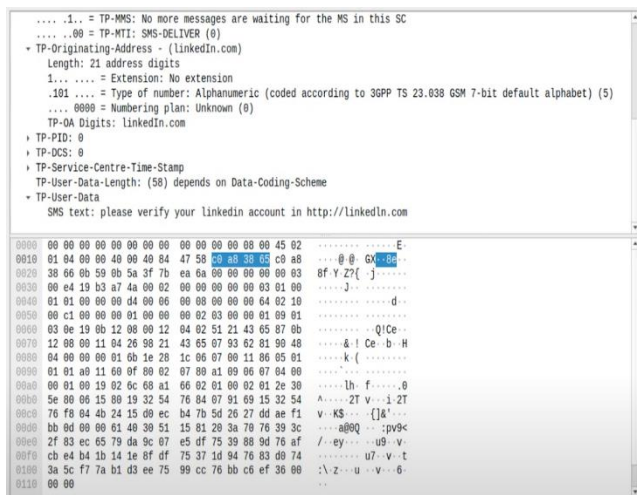 .... .1.. = TP-MMS: No more messages are waiting for the MS in this SC
.... ..00 = TP-MTI: SMS-DELIVER (0)
TP-Originating-Address - (linkedIn.com)
Length: 21 address digits
1... .... = Extension: No extension
.101 .... = Type of number: Alphanumeric (coded according to 3GPP TS 23.038 GSM 7-bit default alphabet) (5)
.... 0000 = Numbering plan: Unknown (0)
TP-OA Digits: linkedIn.com
TP-PID: 0
TP-DCS: 0
TP-Service-Centre-Time-Stamp
TP-User-Data-Length: (58) depends on Data-Coding-Scheme
TP-User-Data
SMS text: please verify your linkedin account in http://linkedln.com
0000 00 00 00 00 00 00 00 00 00 00 00 00 08 00 45 02 ········ ······E·
0010 01 04 00 00 40 00 40 84 47 58 c0 a8 38 65 c0 a8 ····@·@· GX··8e··
0020 38 66 0b 59 0b 5a 3f 7b ea 6a 00 00 00 00 00 03 8f·Y·Z?{ ·j······
0030 00 e4 19 b3 a7 4a 00 02 00 00 00 00 00 03 01 00 ·····J·· ········
0040 01 01 00 00 00 d4 00 06 00 08 00 00 00 64 02 10 ········ ·····d··
0050 00 c1 00 00 00 01 00 00 00 02 03 00 00 01 09 01 ········ ········
0060 03 0e 19 0b 12 08 00 12 04 02 51 21 43 65 87 0b ········ ··Q!Ce··
0070 12 08 00 11 04 26 98 21 43 65 07 93 62 81 90 48 ·····&·! Ce··b··H
0080 04 00 00 00 01 6b 1e 28 1c 06 07 00 11 86 05 01 ·····k·( ········
0090 01 01 a0 11 60 0f 80 02 07 80 a1 09 06 07 04 00 ····`··· ········
00a0 00 01 00 19 02 6c 68 a1 66 02 01 00 02 01 2e 30 ·····lh· f·····.0
00b0 5e 80 06 15 80 19 32 54 76 84 07 91 69 15 32 54 ^·····2T v···i·2T
00c0 76 f8 04 4b 24 15 d0 ec b4 7b 5d 26 27 dd ae f1 v··K$··· ·{]&'···
00d0 bb 0d 00 00 61 40 30 51 15 81 20 3a 70 76 39 3c ····a@0Q ·· :pv9<
00e0 2f 83 ec 65 79 da 9c 07 e5 df 75 39 88 9d 76 af /··ey··· ··u9··v·
00f0 cb e4 b4 1b 14 1e 8f df 75 37 1d 94 76 83 d0 74 ········ u7··v··t
0100 3a 5c f7 7a b1 d3 ee 75 99 cc 76 bb c6 ef 36 00 :\·z···u ··v···6·
0110 00 00 ··